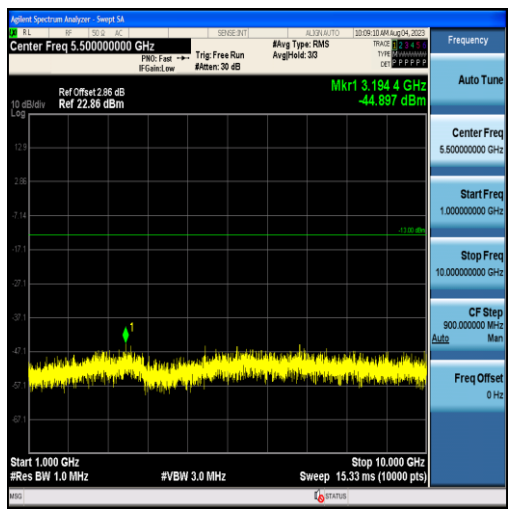 Agilent Spectrum Analyzer - Swept SA
RL RF 50 Ω AC SENSE:INT ALIGNAUTO 10:09:10 AM Aug 04, 2023
Center Freq 5.500000000 GHz
PNO: Fast
IFGain:Low
Trig: Free Run
#Atten: 30 dB
#Avg Type: RMS
Avg|Hold: 3/3
TRACE 1 2 3 4 5 6
TYPE
DET P P P P P P
Ref Offset 2.86 dB
10 dB/div Ref 22.86 dBm
Log
Mkr1 3.194 4 GHz
-44.897 dBm
12.9
2.86
-7.14
-13.00 dBm
-17.1
-27.1
1
-47.1
-57.1
-67.1
Start 1.000 GHz
Stop 10.000 GHz
#Res BW 1.0 MHz #VBW 3.0 MHz Sweep 15.33 ms (10000 pts)
MSG STATUS
Frequency
Auto Tune
Center Freq
5.500000000 GHz
Start Freq
1.000000000 GHz
Stop Freq
10.000000000 GHz
CF Step
900.000000 MHz
Auto Man
Freq Offset
0 Hz